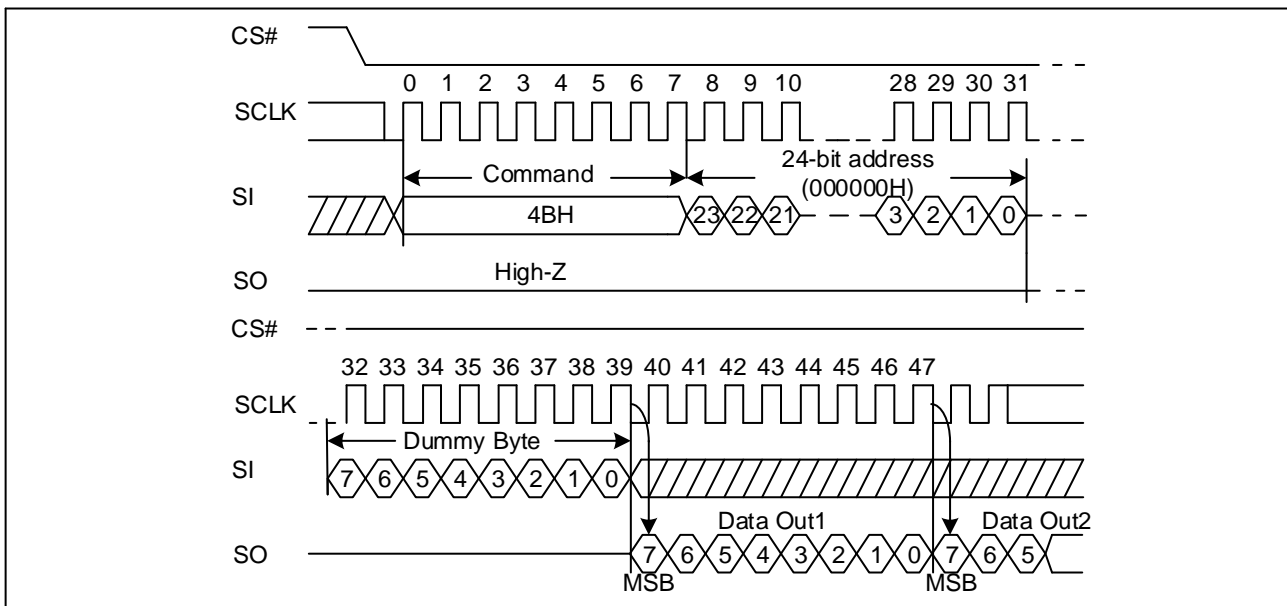 CS#
0 1 2 3 4 5 6 7 8 9 10 28 29 30 31
SCLK
Command
24-bit address
(000000H)
SI
4BH
23 22 21 3 2 1 0
High-Z
SO
CS#
32 33 34 35 36 37 38 39 40 41 42 43 44 45 46 47
SCLK
Dummy Byte
SI
7 6 5 4 3 2 1 0
Data Out1 Data Out2
SO
7 6 5 4 3 2 1 0 7 6 5
MSB MSB